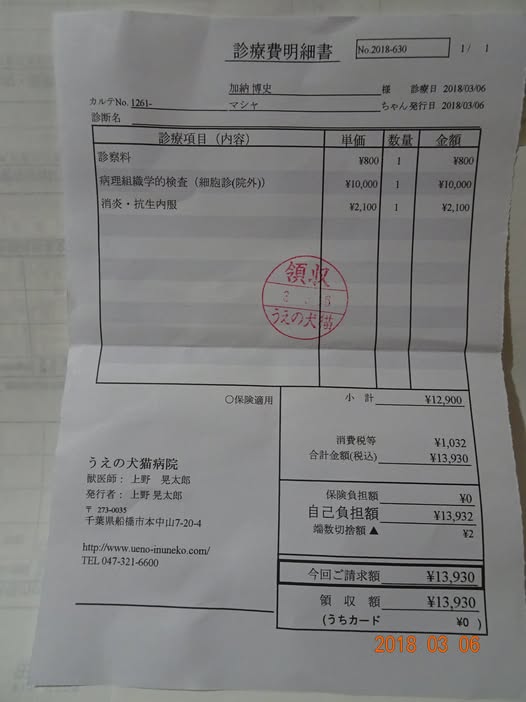 診療費明細書 No.2018-630 1 / 1
加納 博史 様 診療日 2018/03/06
カルテNo. 1261- マシャ ちゃん 発行日 2018/03/06
診断名
診療項目（内容） 単価 数量 金額
診察料 ¥800 1 ¥800
病理組織学的検査（細胞診(院外)） ¥10,000 1 ¥10,000
消炎・抗生内服 ¥2,100 1 ¥2,100
領収
うえの犬猫
〇保険適用 小 計 ¥12,900
消費税等 ¥1,032
合計金額(税込) ¥13,930
うえの犬猫病院
獣医師： 上野 晃太郎
発行者： 上野 晃太郎
〒 273-0035
千葉県船橋市本中山7-20-4
http://www.ueno-inuneko.com/
TEL 047-321-6600
保険負担額 ¥0
自己負担額 ¥13,932
端数切捨額 ▲ ¥2
今回ご請求額 ¥13,930
領 収 額 ¥13,930
(うちカード ¥0 )
2018 03 06